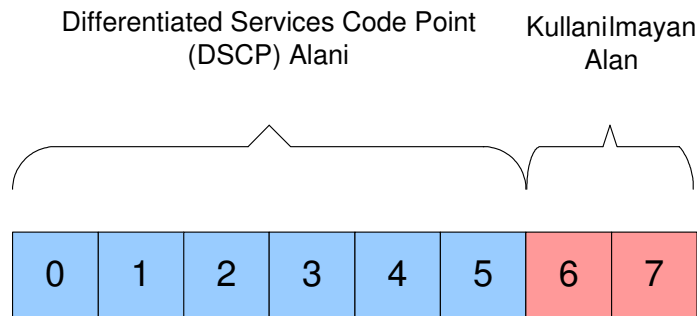 Differentiated Services Code Point
(DSCP) Alani
Kullanilmayan
Alan
0 1 2 3 4 5 6 7